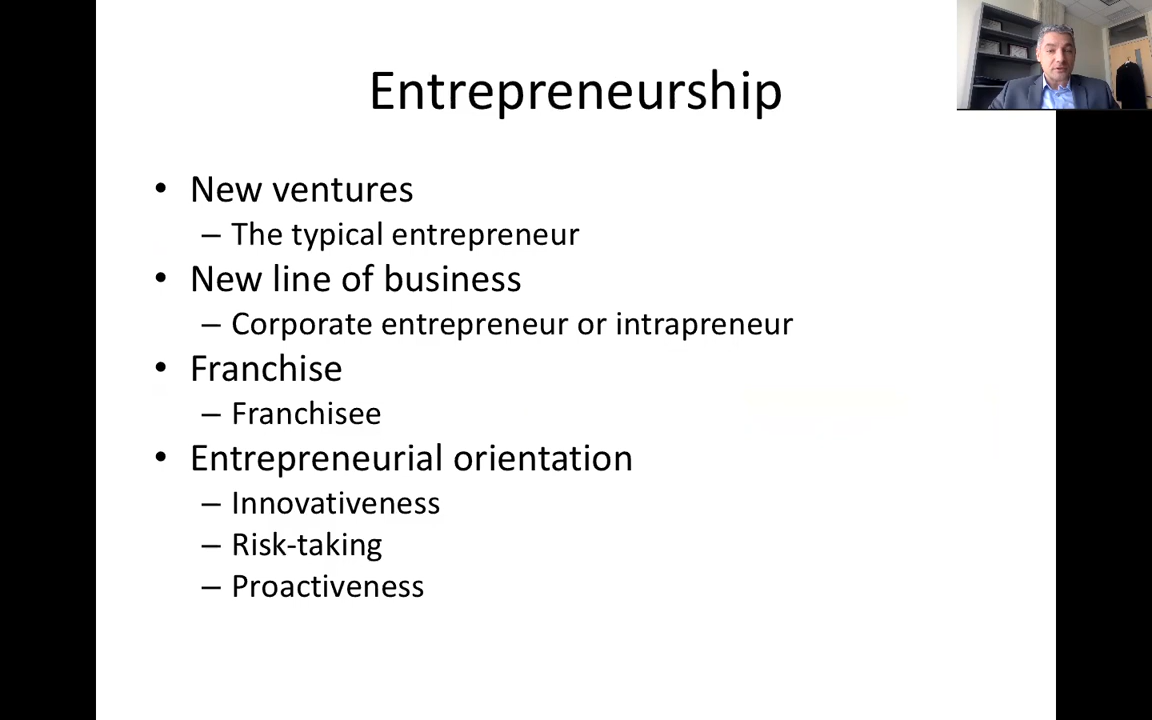 Entrepreneurship
• New ventures
– The typical entrepreneur
• New line of business
– Corporate entrepreneur or intrapreneur
• Franchise
– Franchisee
• Entrepreneurial orientation
– Innovativeness
– Risk-taking
– Proactiveness